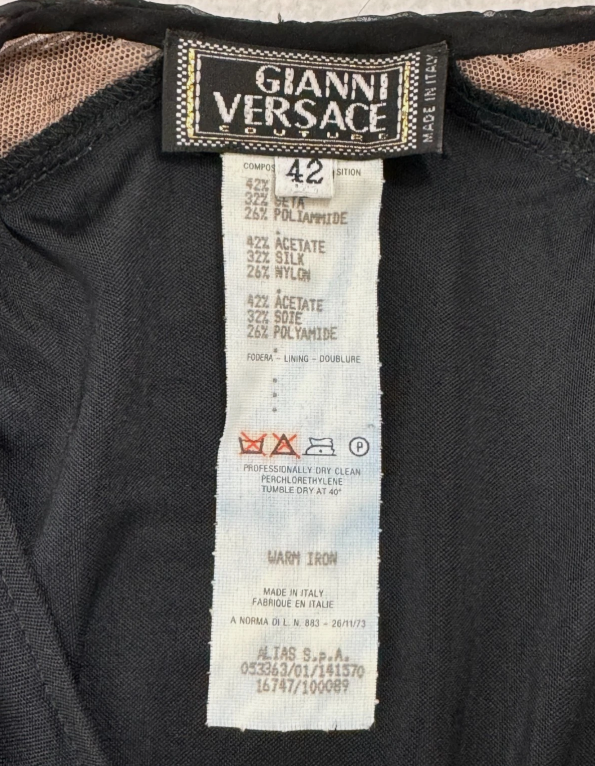 GIANNI
VERSACE
COUTURE
MADE IN ITALY
42
COMPOS SITION
42%
32% SETA
26% POLIAMMIDE
42% ACETATE
32% SILK
26% NYLON
42% ACETATE
32% SOIE
26% POLYAMIDE
FODERA - LINING - DOUBLURE
P
PROFESSIONALLY DRY CLEAN
PERCHLORETHYLENE
TUMBLE DRY AT 40°
WARM IRON
MADE IN ITALY
FABRIQUE EN ITALIE
A NORMA DI L. N. 883 - 26/11/73
ALIAS S.p.A.
053363/01/141570
16747/100089